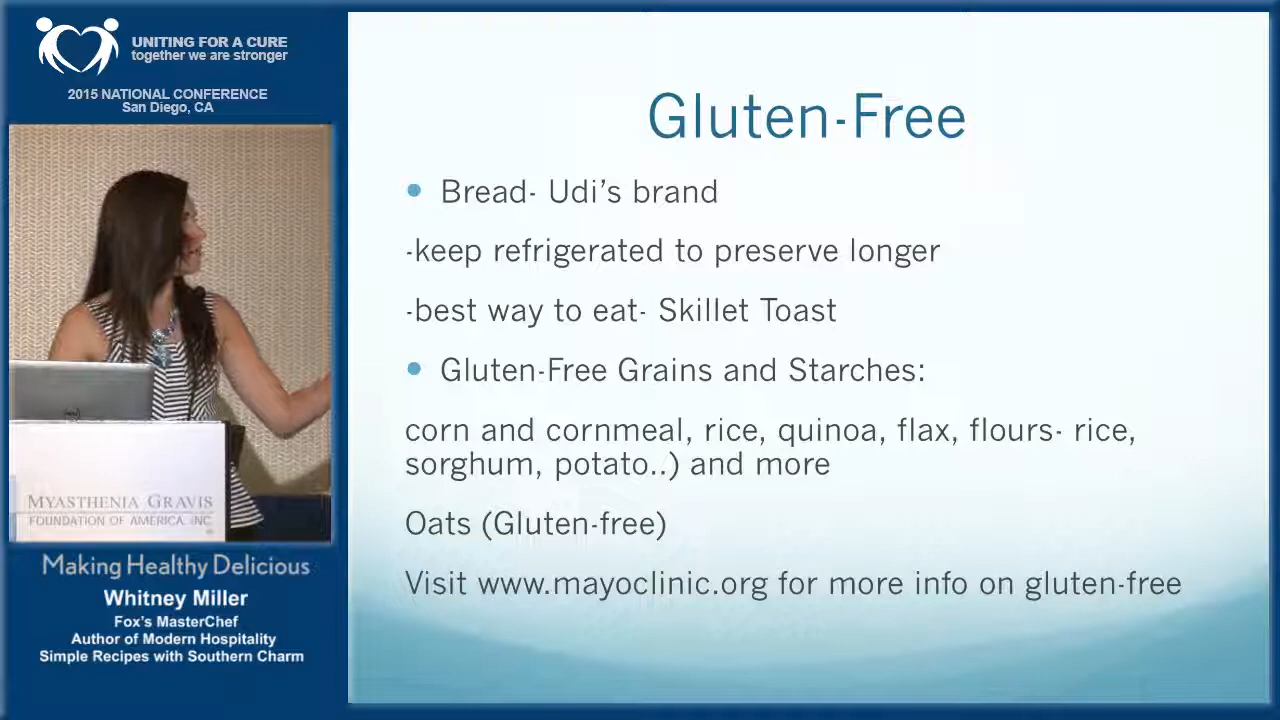 UNITING FOR A CURE
together we are stronger
2015 NATIONAL CONFERENCE
San Diego, CA
MYASTHENIA GRAVIS
FOUNDATION OF AMERICA, INC
Making Healthy Delicious
Whitney Miller
Fox's MasterChef
Author of Modern Hospitality
Simple Recipes with Southern Charm
Gluten-Free
Bread- Udi's brand
-keep refrigerated to preserve longer
-best way to eat- Skillet Toast
Gluten-Free Grains and Starches:
corn and cornmeal, rice, quinoa, flax, flours- rice,
sorghum, potato..) and more
Oats (Gluten-free)
Visit www.mayoclinic.org for more info on gluten-free